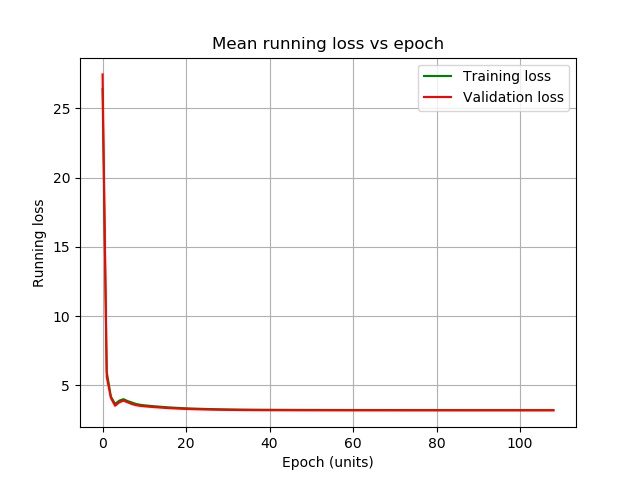 Mean running loss vs epoch
Training loss
Validation loss
25
20
15
10
5
Running loss
0
20
40
60
80
100
Epoch (units)